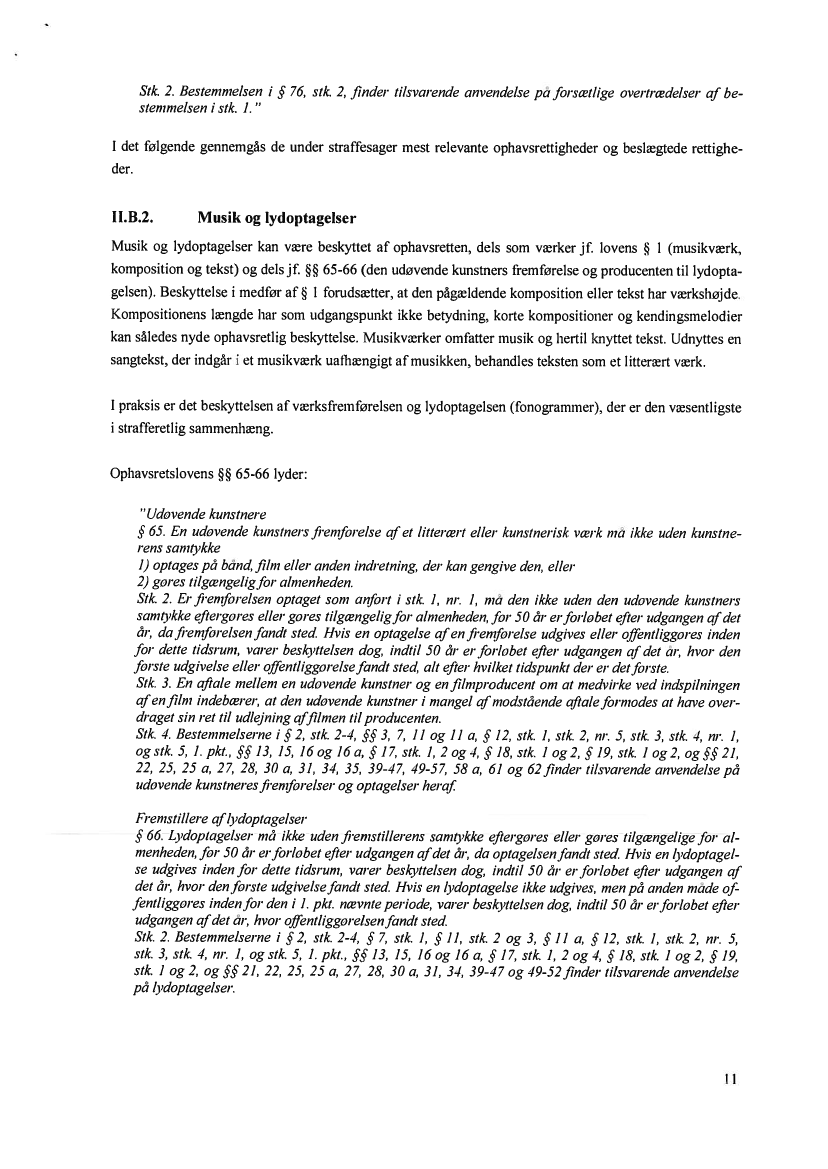 Stk. 2. Bestemmelsen i § 76, stk. 2, finder tilsvarende anvendelse på forsætlige overtrædelser af be-
stemmelsen i stk. 1."
I det følgende gennemgås de under straffesager mest relevante ophavsrettigheder og beslægtede rettighe-
der.
II.B.2. Musik og lydoptagelser
Musik og lydoptagelser kan være beskyttet af ophavsretten, dels som værker jf. lovens § 1 (musikværk,
komposition og tekst) og dels jf. §§ 65-66 (den udøvende kunstners fremførelse og producenten til lydopta-
gelsen). Beskyttelse i medfør af § 1 forudsætter, at den pågældende komposition eller tekst har værkshøjde.
Kompositionens længde har som udgangspunkt ikke betydning, korte kompositioner og kendingsmelodier
kan således nyde ophavsretlig beskyttelse. Musikværker omfatter musik og hertil knyttet tekst. Udnyttes en
sangtekst, der indgår i et musikværk uafhængigt af musikken, behandles teksten som et litterært værk.
I praksis er det beskyttelsen af værksfremførelsen og lydoptagelsen (fonogrammer), der er den væsentligste
i strafferetlig sammenhæng.
Ophavsretslovens §§ 65-66 lyder:
"Udøvende kunstnere
§ 65. En udøvende kunstners fremførelse af et litterært eller kunstnerisk værk må ikke uden kunstne-
rens samtykke
1) optages på bånd, film eller anden indretning, der kan gengive den, eller
2) gøres tilgængelig for almenheden.
Stk. 2. Er fremførelsen optaget som anført i stk. 1, nr. 1, må den ikke uden den udøvende kunstners
samtykke eftergøres eller gøres tilgængelig for almenheden, før 50 år er forløbet efter udgangen af det
år, da fremførelsen fandt sted. Hvis en optagelse af en fremførelse udgives eller offentliggøres inden
for dette tidsrum, varer beskyttelsen dog, indtil 50 år er forløbet efter udgangen af det år, hvor den
første udgivelse eller offentliggørelse fandt sted, alt efter hvilket tidspunkt der er det første.
Stk. 3. En aftale mellem en udøvende kunstner og en filmproducent om at medvirke ved indspilningen
af en film indebærer, at den udøvende kunstner i mangel af modstående aftale formodes at have over-
draget sin ret til udlejning af filmen til producenten.
Stk. 4. Bestemmelserne i § 2, stk. 2-4, §§ 3, 7, 11 og 11 a, § 12, stk. 1, stk. 2, nr. 5, stk. 3, stk. 4, nr. 1,
og stk. 5, 1. pkt., §§ 13, 15, 16 og 16 a, § 17, stk. 1, 2 og 4, § 18, stk. 1 og 2, § 19, stk. 1 og 2, og §§ 21,
22, 25, 25 a, 27, 28, 30 a, 31, 34, 35, 39-47, 49-57, 58 a, 61 og 62 finder tilsvarende anvendelse på
udøvende kunstneres fremførelser og optagelser heraf.
Fremstillere af lydoptagelser
§ 66. Lydoptagelser må ikke uden fremstillerens samtykke eftergøres eller gøres tilgængelige for al-
menheden, før 50 år er forløbet efter udgangen af det år, da optagelsen fandt sted. Hvis en lydoptagel-
se udgives inden for dette tidsrum, varer beskyttelsen dog, indtil 50 år er forløbet efter udgangen af
det år, hvor den første udgivelse fandt sted. Hvis en lydoptagelse ikke udgives, men på anden måde of-
fentliggøres inden for den i 1. pkt. nævnte periode, varer beskyttelsen dog, indtil 50 år er forløbet efter
udgangen af det år, hvor offentliggørelsen fandt sted.
Stk. 2. Bestemmelserne i § 2, stk. 2-4, § 7, stk. 1, § 11, stk. 2 og 3, § 11 a, § 12, stk. 1, stk. 2, nr. 5,
stk. 3, stk. 4, nr. 1, og stk. 5, 1. pkt., §§ 13, 15, 16 og 16 a, § 17, stk. 1, 2 og 4, § 18, stk. 1 og 2, § 19,
stk. 1 og 2, og §§ 21, 22, 25, 25 a, 27, 28, 30 a, 31, 34, 39-47 og 49-52 finder tilsvarende anvendelse
på lydoptagelser.
11